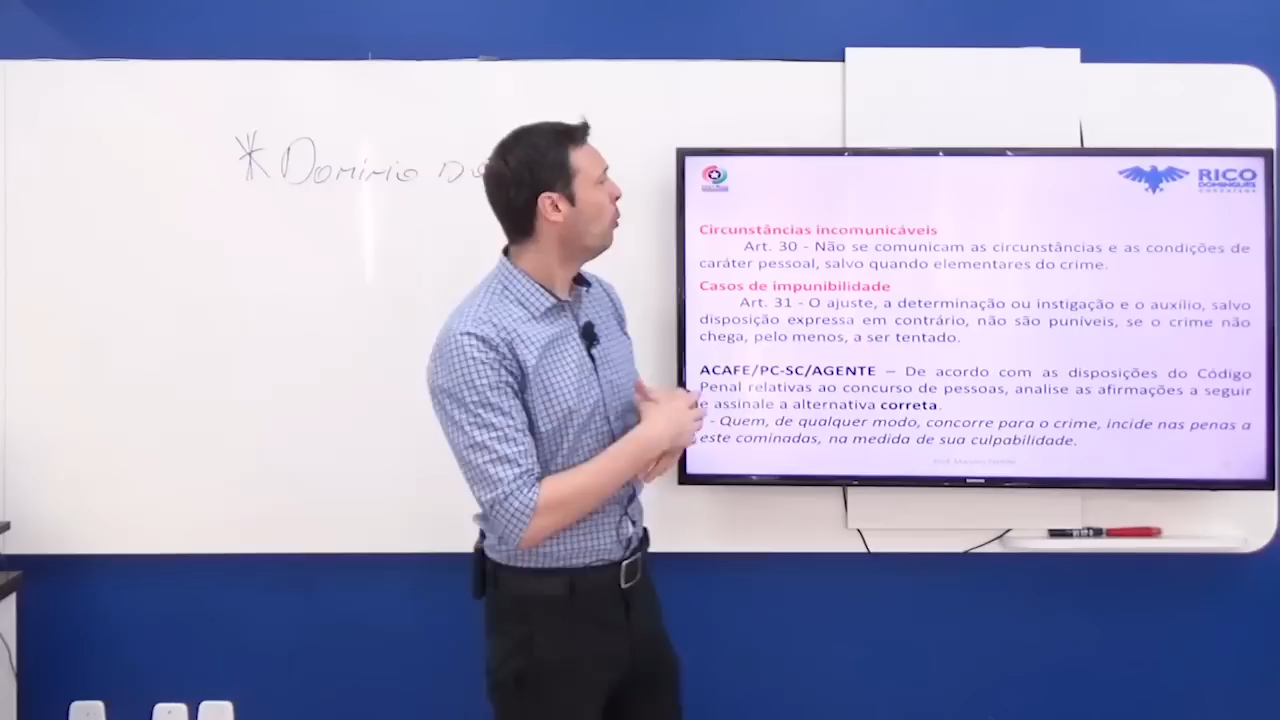 * Domínio Do
RICO
DOMINGUES
CONCURSOS
Circunstâncias incomunicáveis
Art. 30 - Não se comunicam as circunstâncias e as condições de
caráter pessoal, salvo quando elementares do crime.
Casos de impunibilidade
Art. 31 - O ajuste, a determinação ou instigação e o auxílio, salvo
disposição expressa em contrário, não são puníveis, se o crime não
chega, pelo menos, a ser tentado.
ACAFE/PC-SC/AGENTE – De acordo com as disposições do Código
Penal relativas ao concurso de pessoas, analise as afirmações a seguir
e assinale a alternativa correta.
- Quem, de qualquer modo, concorre para o crime, incide nas penas a
este cominadas, na medida de sua culpabilidade.